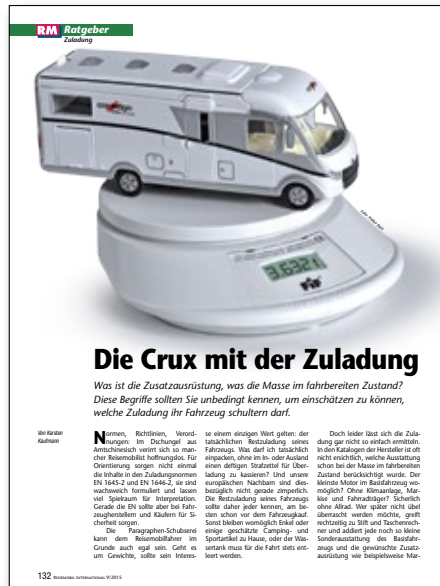 RM Ratgeber
Zuladung
3.6321
Die Crux mit der Zuladung
Was ist die Zusatzausrüstung, was die Masse im fahrbereiten Zustand?
Diese Begriffe sollten Sie unbedingt kennen, um einschätzen zu können,
welche Zuladung ihr Fahrzeug schultern darf.
Von Karsten
Kaufmann
Normen, Richtlinien, Verord-
nungen: Im Dschungel aus
Amtschinesisch verirrt sich so man-
cher Reisemobilist hoffnungslos. Für
Orientierung sorgen nicht einmal
die Inhalte in den Zuladungsnormen
EN 1645-2 und EN 1646-2, sie sind
wachsweich formuliert und lassen
viel Spielraum für Interpretation.
Gerade die EN sollte aber bei Fahr-
zeugherstellern und Käufern für Si-
cherheit sorgen.
Die Paragraphen-Schubserei
kann dem Reisemobilfahrer im
Grunde auch egal sein. Geht es
um Gewichte, sollte sein Interes-
se einem einzigen Wert gelten: der
tatsächlichen Restzuladung seines
Fahrzeugs. Was darf ich tatsächlich
einpacken, ohne im In- oder Ausland
einen deftigen Strafzettel für Über-
ladung zu kassieren? Und unsere
europäischen Nachbarn sind dies-
bezüglich nicht gerade zimperlich.
Die Restzuladung seines Fahrzeugs
sollte daher jeder kennen, am be-
sten schon vor dem Fahrzeugkauf.
Sonst bleiben womöglich Enkel oder
einige geschätzte Camping- und
Sportartikel zu Hause, oder der Was-
sertank muss für die Fahrt stets ent-
leert werden.
Doch leider lässt sich die Zula-
dung gar nicht so einfach ermitteln.
In den Katalogen der Hersteller ist oft
nicht ersichtlich, welche Ausstattung
schon bei der Masse im fahrbereiten
Zustand berücksichtigt wurde. Der
kleinste Motor im Basisfahrzeug wo-
möglich? Ohne Klimaanlage, Mar-
kise und Fahrradträger? Sicherlich
ohne Allrad. Wer später nicht übel
überrascht werden möchte, greift
rechtzeitig zu Stift und Taschenrech-
ner und addiert jede noch so kleine
Sonderausstattung des Basisfahr-
zeugs und die gewünschte Zusatz-
ausrüstung wie beispielsweise Mar-
132 Reisemobil International 9/2015